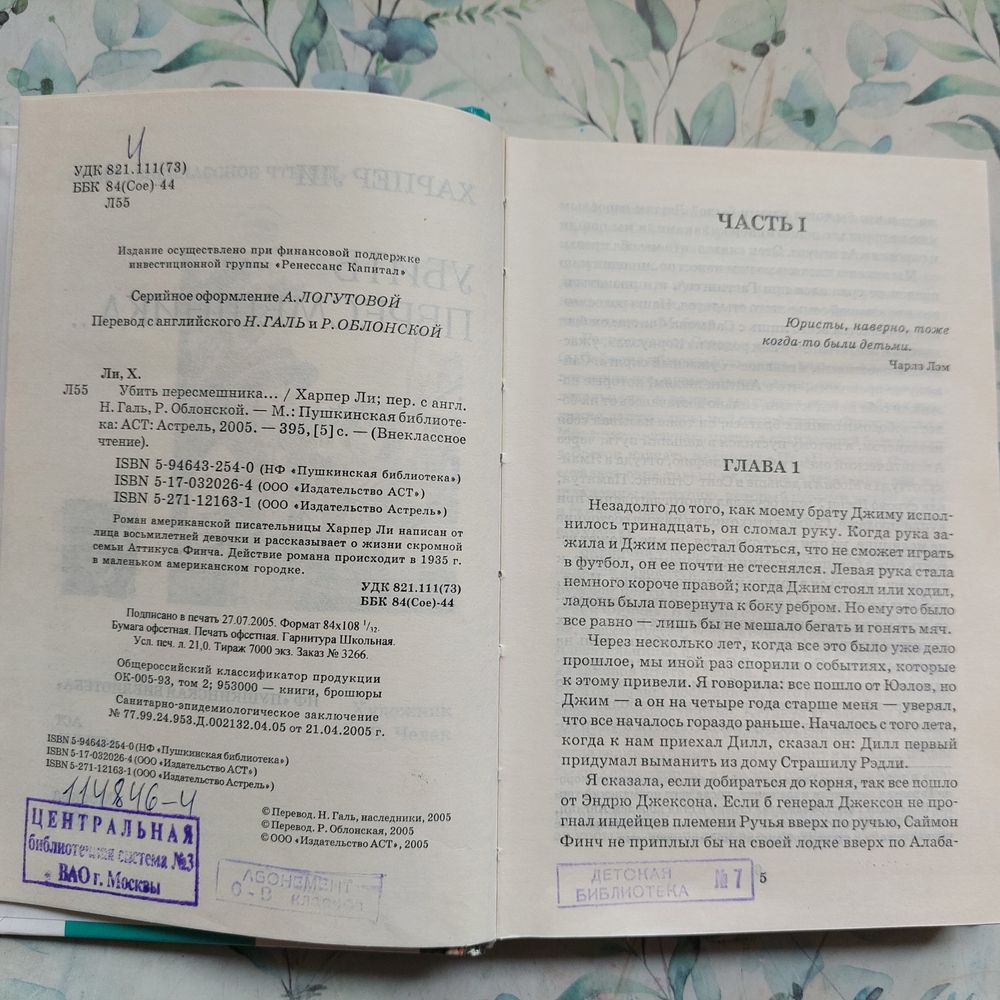 ч
УДК 821.111(73)
ББК 84(Сое)-44
Л55
Издание осуществлено при финансовой поддержке
инвестиционной группы «Ренессанс Капитал»
Серийное оформление А. ЛОГУТОВОЙ
Перевод с английского Н. ГАЛЬ и Р. ОБЛОНСКОЙ
Ли, Х.
Л55 Убить пересмешника... / Харпер Ли; пер. с англ.
Н. Галь, Р. Облонской. — М.: Пушкинская библиоте-
ка: АСТ: Астрель, 2005. — 395, [5] с. — (Внеклассное
чтение).
ISBN 5-94643-254-0 (НФ «Пушкинская библиотека»)
ISBN 5-17-032026-4 (ООО «Издательство АСТ»)
ISBN 5-271-12163-1 (ООО «Издательство Астрель»)
Роман американской писательницы Харпер Ли написан от
лица восьмилетней девочки и рассказывает о жизни скромной
семьи Аттикуса Финча. Действие романа происходит в 1935 г.
в маленьком американском городке.
УДК 821.111(73)
ББК 84(Сое)-44
Подписано в печать 27.07.2005. Формат 84х108 1/32.
Бумага офсетная. Печать офсетная. Гарнитура Школьная.
Усл. печ. л. 21,0. Тираж 7000 экз. Заказ № 3266.
Общероссийский классификатор продукции
ОК-005-93, том 2; 953000 — книги, брошюры
Санитарно-эпидемиологическое заключение
№ 77.99.24.953.Д.002132.04.05 от 21.04.2005 г.
ISBN 5-94643-254-0 (НФ «Пушкинская библиотека»)
ISBN 5-17-032026-4 (ООО «Издательство АСТ»)
ISBN 5-271-12163-1 (ООО «Издательство Астрель»)
114846-ч
ЦЕНТРАЛЬНАЯ
библиотечная система №3
ВАО г. Москвы
© Перевод. Н. Галь, наследники, 2005
© Перевод. Р. Облонская, 2005
© ООО «Издательство АСТ», 2005
АБОНЕМЕНТ
классов
ЧАСТЬ I
Юристы, наверно, тоже
когда-то были детьми.
Чарлз Лэм
ГЛАВА 1
Незадолго до того, как моему брату Джиму испол-
нилось тринадцать, он сломал руку. Когда рука за-
жила и Джим перестал бояться, что не сможет играть
в футбол, он ее почти не стеснялся. Левая рука стала
немного короче правой; когда Джим стоял или ходил,
ладонь была повернута к боку ребром. Но ему это было
все равно — лишь бы не мешало бегать и гонять мяч.
Через несколько лет, когда все это было уже дело
прошлое, мы иной раз спорили о событиях, которые
к этому привели. Я говорила: все пошло от Юэлов, но
Джим — а он на четыре года старше меня — уверял,
что все началось гораздо раньше. Началось с того лета,
когда к нам приехал Дилл, сказал он: Дилл первый
придумал выманить из дому Страшилу Рэдли.
Я сказала, если добираться до корня, так все пошло
от Эндрю Джексона. Если б генерал Джексон не про-
гнал индейцев племени Ручья вверх по ручью, Саймон
Финч не приплыл бы на своей лодке вверх по Алаба-
ДЕТСКАЯ
БИБЛИОТЕКА № 7
5